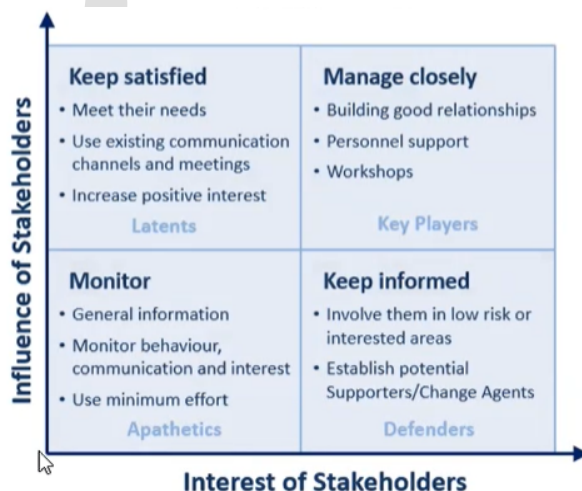 Influence of Stakeholders
Keep satisfied
• Meet their needs
• Use existing communication
channels and meetings
• Increase positive interest
Latents
Manage closely
• Building good relationships
• Personnel support
• Workshops
Key Players
Monitor
• General information
• Monitor behaviour,
communication and interest
• Use minimum effort
Apathetics
Keep informed
• Involve them in low risk or
interested areas
• Establish potential
Supporters/Change Agents
Defenders
Interest of Stakeholders